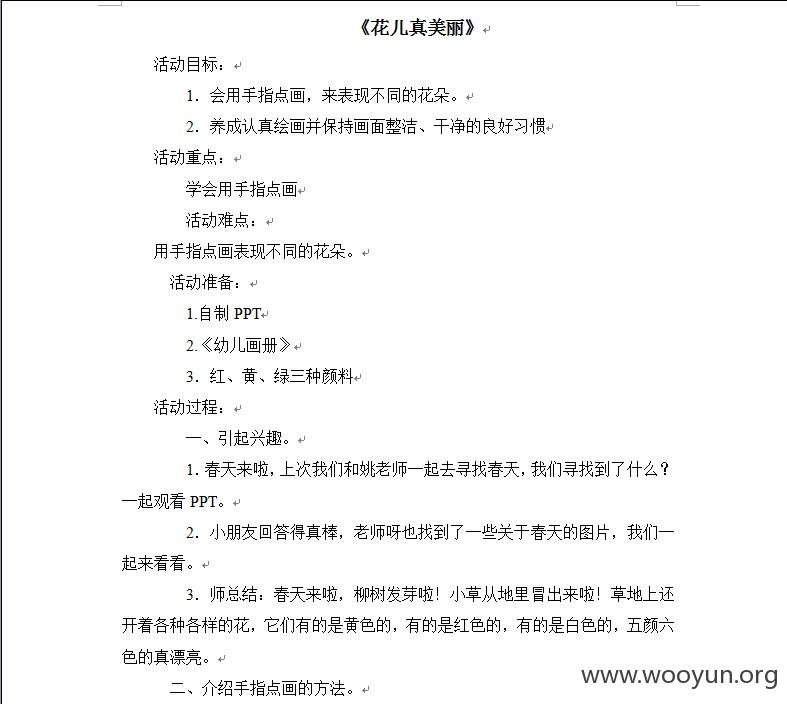 《花儿真美丽》
活动目标：
1．会用手指点画，来表现不同的花朵。
2．养成认真绘画并保持画面整洁、干净的良好习惯
活动重点：
学会用手指点画
活动难点：
用手指点画表现不同的花朵。
活动准备：
1.自制 PPT
2.《幼儿画册》
3．红、黄、绿三种颜料
活动过程：
一、引起兴趣。
1．春天来啦，上次我们和姚老师一起去寻找春天，我们寻找到了什么？
一起观看 PPT。
2．小朋友回答得真棒，老师呀也找到了一些关于春天的图片，我们一
起来看看。
3．师总结：春天来啦，柳树发芽啦！小草从地里冒出来啦！草地上还
开着各种各样的花，它们有的是黄色的，有的是红色的，有的是白色的，五颜六
色的真漂亮。
二、介绍手指点画的方法。
www.wooyun.org